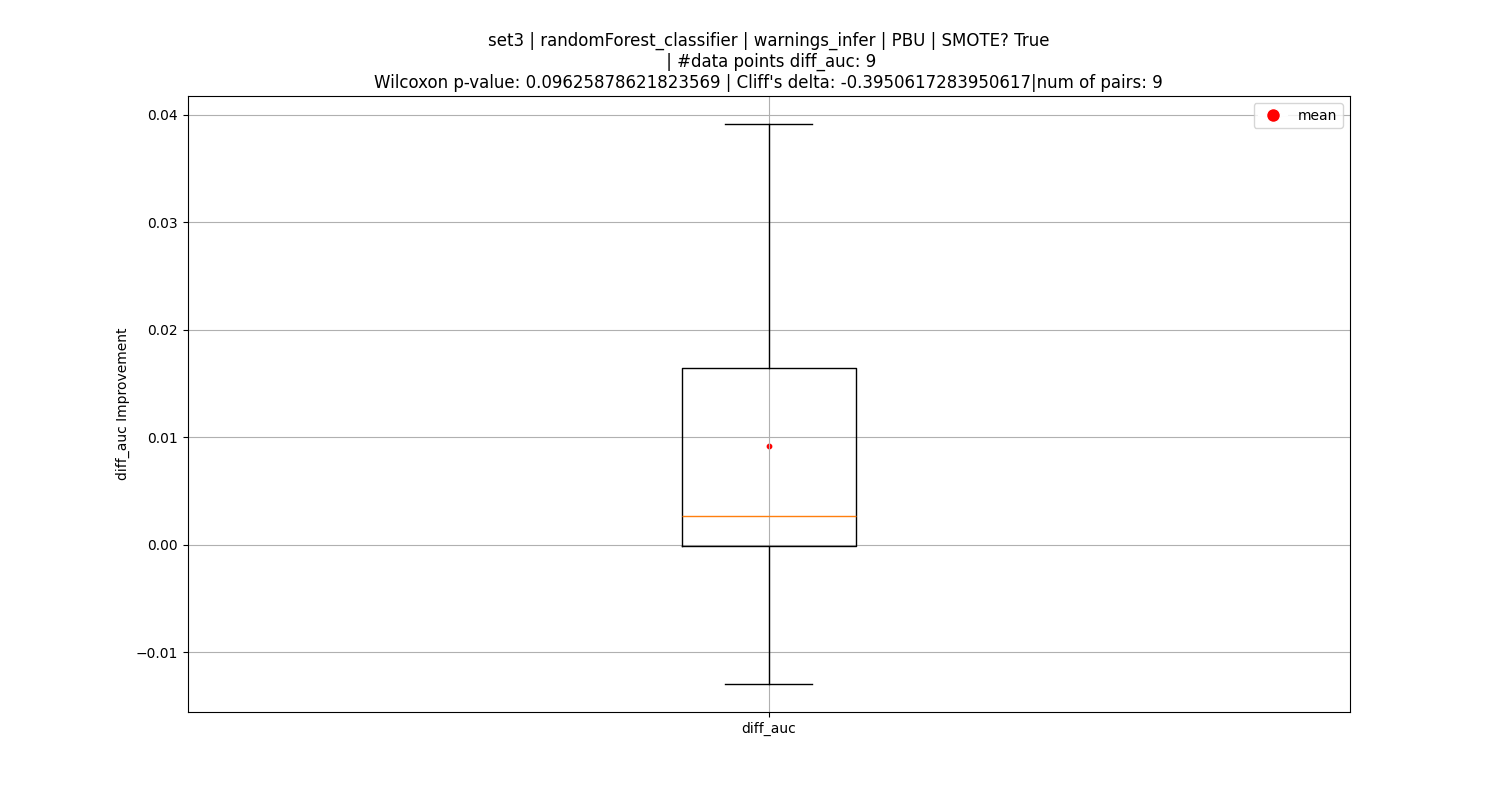 set3 | randomForest_classifier | warnings_infer | PBU | SMOTE? True
| #data points diff_auc: 9
Wilcoxon p-value: 0.09625878621823569 | Cliff's delta: -0.3950617283950617|num of pairs: 9
mean
0.04
0.03
0.02
0.01
0.00
−0.01
diff_auc Improvement
diff_auc